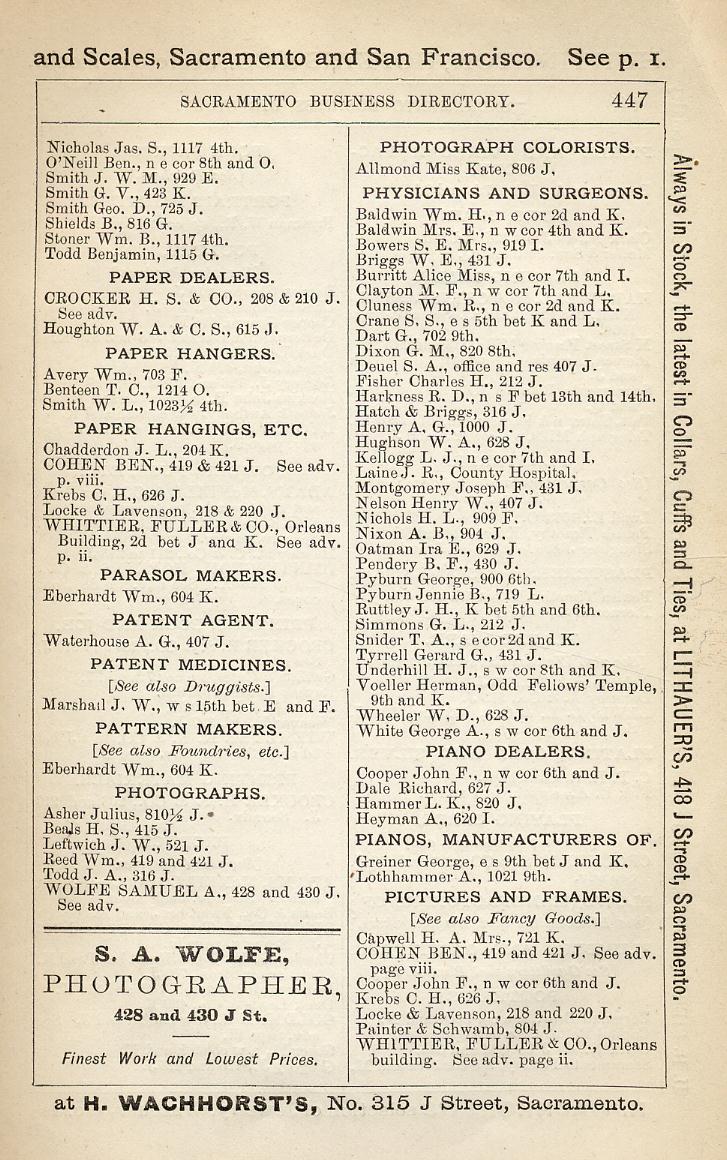 and Scales, Sacramento and San Francisco. See p. 1.
SACRAMENTO BUSINESS DIRECTORY. 447
Nicholas Jas. S., 1117 4th.
O'Neill Ben., n e cor 8th and O.
Smith J. W. M., 929 E.
Smith G. V., 423 K.
Smith Geo. D., 725 J.
Shields B., 816 G.
Stoner Wm. B., 1117 4th.
Todd Benjamin, 1115 G.
PAPER DEALERS.
CROCKER H. S. & CO., 208 & 210 J.
See adv.
Houghton W. A. & C. S., 615 J.
PAPER HANGERS.
Avery Wm., 703 F.
Benteen T. C., 1214 O.
Smith W. L., 1023½ 4th.
PAPER HANGINGS, ETC.
Chadderdon J. L., 204 K.
COHEN BEN., 419 & 421 J. See adv.
p. viii.
Krebs C. H., 626 J.
Locke & Lavenson, 218 & 220 J.
WHITTIER, FULLER & CO., Orleans
Building, 2d bet J and K. See adv.
p. ii.
PARASOL MAKERS.
Eberhardt Wm., 604 K.
PATENT AGENT.
Waterhouse A. G., 407 J.
PATENT MEDICINES.
[See also Druggists.]
Marshall J. W., w s 15th bet E and F.
PATTERN MAKERS.
[See also Foundries, etc.]
Eberhardt Wm., 604 K.
PHOTOGRAPHS.
Asher Julius, 810½ J.
Beals H. S., 415 J.
Leftwich J. W., 521 J.
Reed Wm., 419 and 421 J.
Todd J. A., 316 J.
WOLFE SAMUEL A., 428 and 430 J.
See adv.
S. A. WOLFE,
PHOTOGRAPHER,
428 and 430 J St.
Finest Work and Lowest Prices.
PHOTOGRAPH COLORISTS.
Allmond Miss Kate, 806 J.
PHYSICIANS AND SURGEONS.
Baldwin Wm. H., n e cor 2d and K.
Baldwin Mrs. E., n w cor 4th and K.
Bowers S. E. Mrs., 919 I.
Briggs W. E., 431 J.
Burritt Alice Miss, n e cor 7th and I.
Clayton M. F., n w cor 7th and L.
Cluness Wm. R., n e cor 2d and K.
Crane S. S., e s 5th bet K and L.
Dart G., 702 9th.
Dixon G. M., 820 8th.
Deuel S. A., office and res 407 J.
Fisher Charles H., 212 J.
Harkness R. D., n s F bet 13th and 14th.
Hatch & Briggs, 316 J.
Henry A. G., 1000 J.
Hughson W. A., 628 J.
Kellogg L. J., n e cor 7th and I.
Laine J. R., County Hospital.
Montgomery Joseph F., 431 J.
Nelson Henry W., 407 J.
Nichols H. L., 909 F.
Nixon A. B., 904 J.
Oatman Ira E., 629 J.
Pendery B. F., 430 J.
Pyburn George, 900 6th.
Pyburn Jennie B., 719 L.
Ruttley J. H., K bet 5th and 6th.
Simmons G. L., 212 J.
Snider T. A., s e cor 2d and K.
Tyrrell Gerard G., 431 J.
Underhill H. J., s w cor 8th and K.
Voeller Herman, Odd Fellows' Temple,
9th and K.
Wheeler W. D., 628 J.
White George A., s w cor 6th and J.
PIANO DEALERS.
Cooper John F., n w cor 6th and J.
Dale Richard, 627 J.
Hammer L. K., 820 J.
Heyman A., 620 I.
PIANOS, MANUFACTURERS OF.
Greiner George, e s 9th bet J and K.
Lothhammer A., 1021 9th.
PICTURES AND FRAMES.
[See also Fancy Goods.]
Capwell H. A. Mrs., 721 K.
COHEN BEN., 419 and 421 J. See adv.
page viii.
Cooper John F., n w cor 6th and J.
Krebs C. H., 626 J.
Locke & Lavenson, 218 and 220 J.
Painter & Schwamb, 804 J.
WHITTIER, FULLER & CO., Orleans
building. See adv. page ii.
Always in Stock, the latest in Collars, Cuffs and Ties, at LITHAUER'S, 418 J Street, Sacramento.
at H. WACHHORST'S, No. 315 J Street, Sacramento.